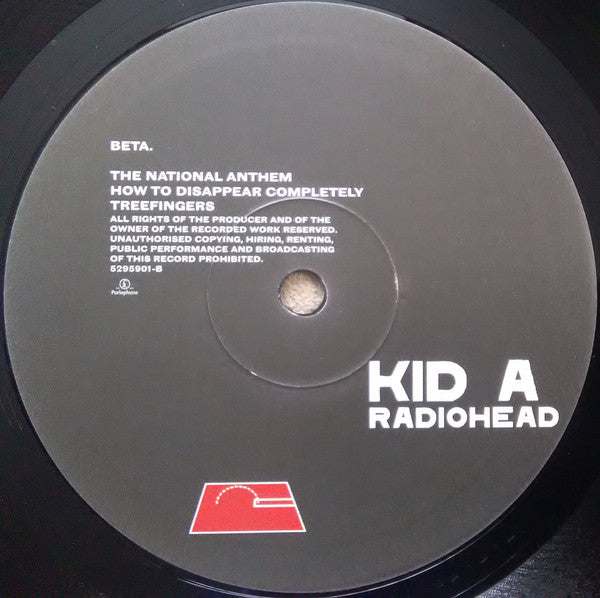 BETA.
THE NATIONAL ANTHEM
HOW TO DISAPPEAR COMPLETELY
TREEFINGERS
ALL RIGHTS OF THE PRODUCER AND OF THE
OWNER OF THE RECORDED WORK RESERVED.
UNAUTHORISED COPYING, HIRING, RENTING,
PUBLIC PERFORMANCE AND BROADCASTING
OF THIS RECORD PROHIBITED.
5295901-B
Parlophone
KID A
RADIOHEAD